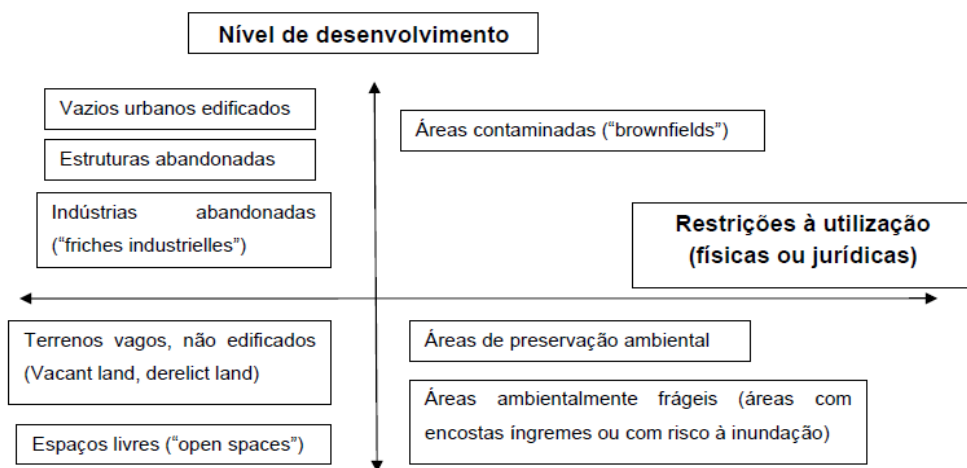 Nível de desenvolvimento
Vazios urbanos edificados
Áreas contaminadas (“brownfields”)
Estruturas abandonadas
Indústrias abandonadas
(“friches industrielles”)
Restrições à utilização
(físicas ou jurídicas)
Terrenos vagos, não edificados
(Vacant land, derelict land)
Áreas de preservação ambiental
Áreas ambientalmente frágeis (áreas com
encostas íngremes ou com risco à inundação)
Espaços livres (“open spaces”)